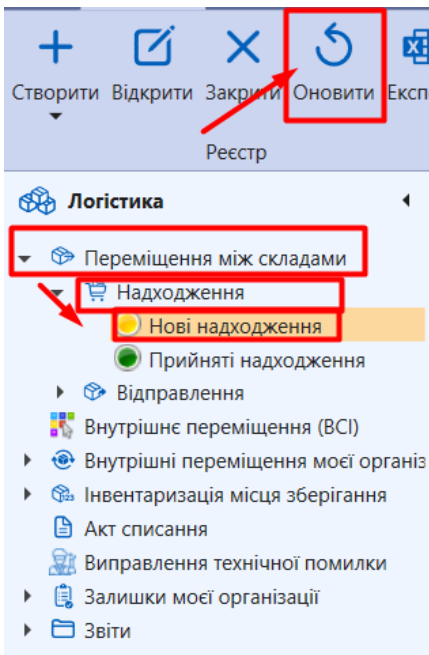 Створити Відкрити Закрити Оновити Експ
Реєстр
Логістика
Переміщення між складами
Надходження
Нові надходження
Прийняті надходження
Відправлення
Внутрішнє переміщення (ВСІ)
Внутрішні переміщення моєї організ
Інвентаризація місця зберігання
Акт списання
Виправлення технічної помилки
Залишки моєї організації
Звіти